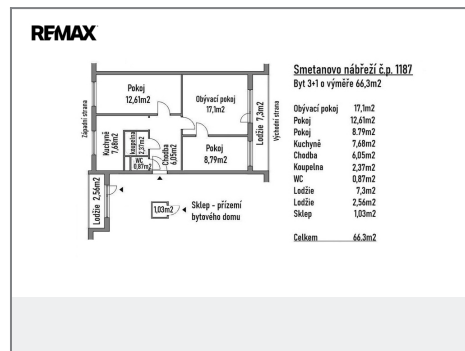 REMAX
Smetanovo nábřeží č.p. 1187
Byt 3+1 o výměře 66,3m2
Obývací pokoj 17,1m2
Pokoj 12,61m2
Pokoj 8.79m2
Kuchyně 7,68m2
Chodba 6,05m2
Koupelna 2,37m2
WC 0,87m2
Lodžie 7,3m2
Lodžie 2,56m2
Sklep 1,03m2
Celkem 66.3m2
Západní strana
Pokoj
12,61m2
Obývací pokoj
17,1m2
Lodžie 7,3m2
Východní strana
Kuchyně
7,68m2
koupelna
2,37m2
WC
0,87m2
Chodba
6,05m2
Pokoj
8,79m2
Lodžie 2,56m2
1,03m2
Sklep - přízemí
bytového domu